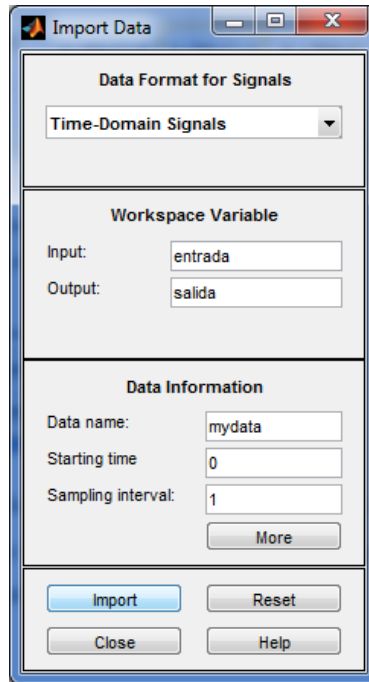 Import Data
Data Format for Signals
Time-Domain Signals
Workspace Variable
Input: entrada
Output: salida
Data Information
Data name: mydata
Starting time 0
Sampling interval: 1
More
Import Reset
Close Help